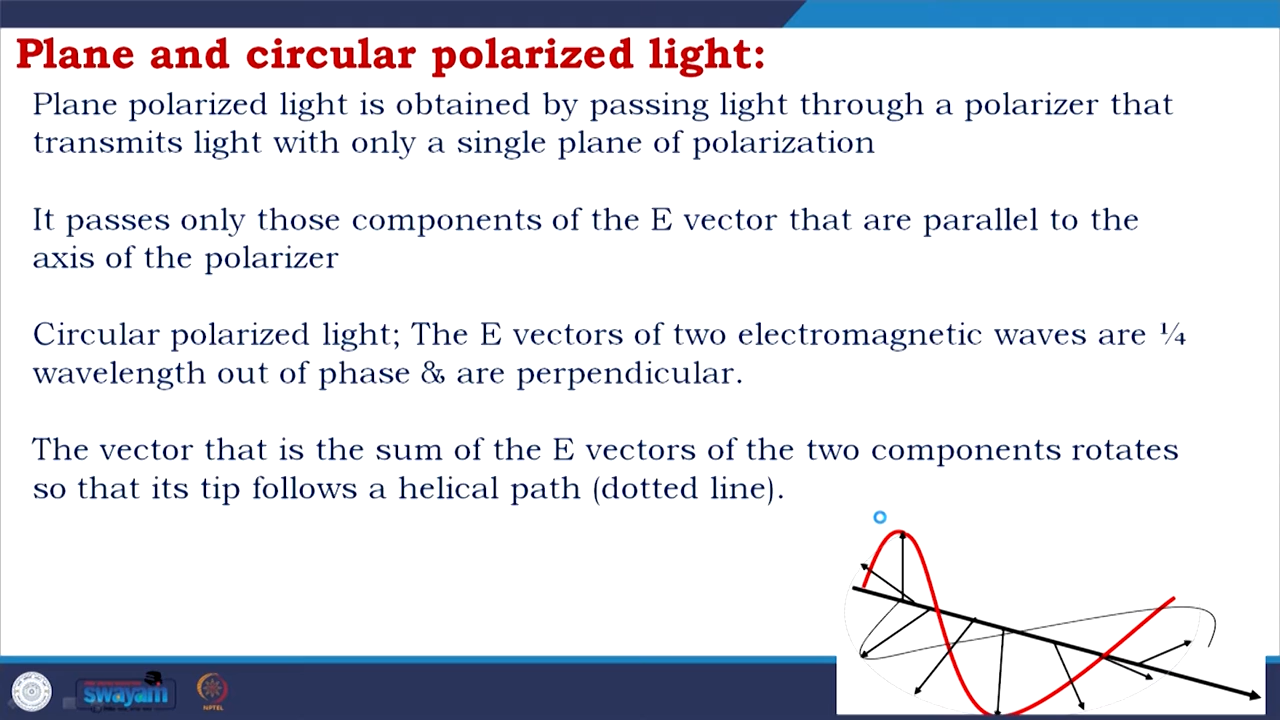 Plane and circular polarized light:
Plane polarized light is obtained by passing light through a polarizer that
transmits light with only a single plane of polarization
It passes only those components of the E vector that are parallel to the
axis of the polarizer
Circular polarized light; The E vectors of two electromagnetic waves are ¼
wavelength out of phase & are perpendicular.
The vector that is the sum of the E vectors of the two components rotates
so that its tip follows a helical path (dotted line).
swayam
NPTEL